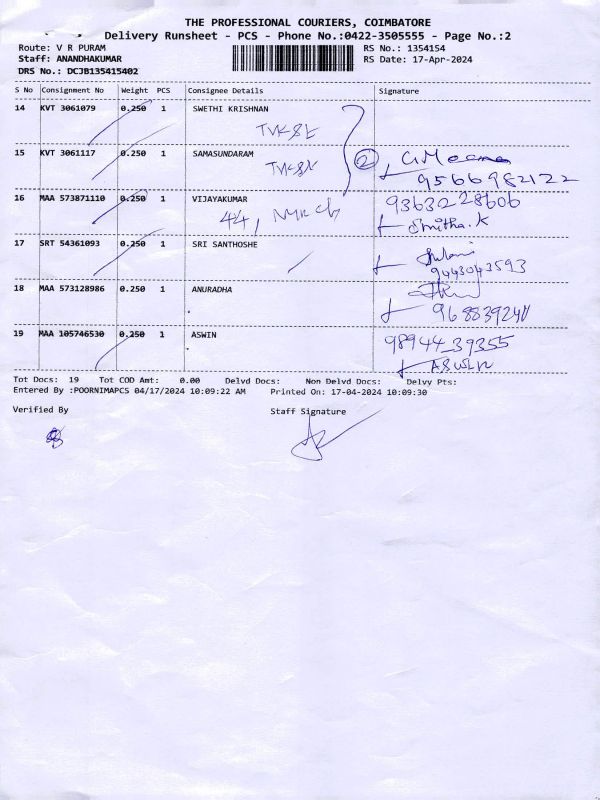 THE PROFESSIONAL COURIERS, COIMBATORE
Delivery Runsheet - PCS - Phone No.:0422-3505555 - Page No.:2
Route: V R PURAM RS No.: 1354154
Staff: ANANDHAKUMAR RS Date: 17-Apr-2024
DRS No.: DCJB135415402
S No Consignment No Weight PCS Consignee Details Signature
14 KVT 3061079 0.250 1 SWETHI KRISHNAN
15 KVT 3061117 0.250 1 SAMASUNDARAM
2
9566982122
16 MAA 573871110 0.250 1 VIJAYAKUMAR 9363228606
44, Smitha.K
17 SRT 54361093 0.250 1 SRI SANTHOSHE
9443043593
18 MAA 573128986 0.250 1 ANURADHA
19 MAA 105746530 0.250 1 ASWIN 98944 39355
ASWIN
Tot Docs: 19 Tot COD Amt: 0.00 Delvd Docs: Non Delvd Docs: Delvy Pts:
Entered By :POORNIMAPCS 04/17/2024 10:09:22 AM Printed On: 17-04-2024 10:09:30
Verified By Staff Signature